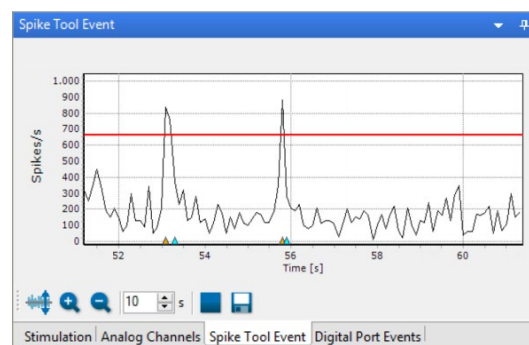 Spike Tool Event
1.000
900
800
700
600
500
400
300
200
100
0
Spikes/s
52 54 56 58 60
Time [s]
10 s
Stimulation Analog Channels Spike Tool Event Digital Port Events